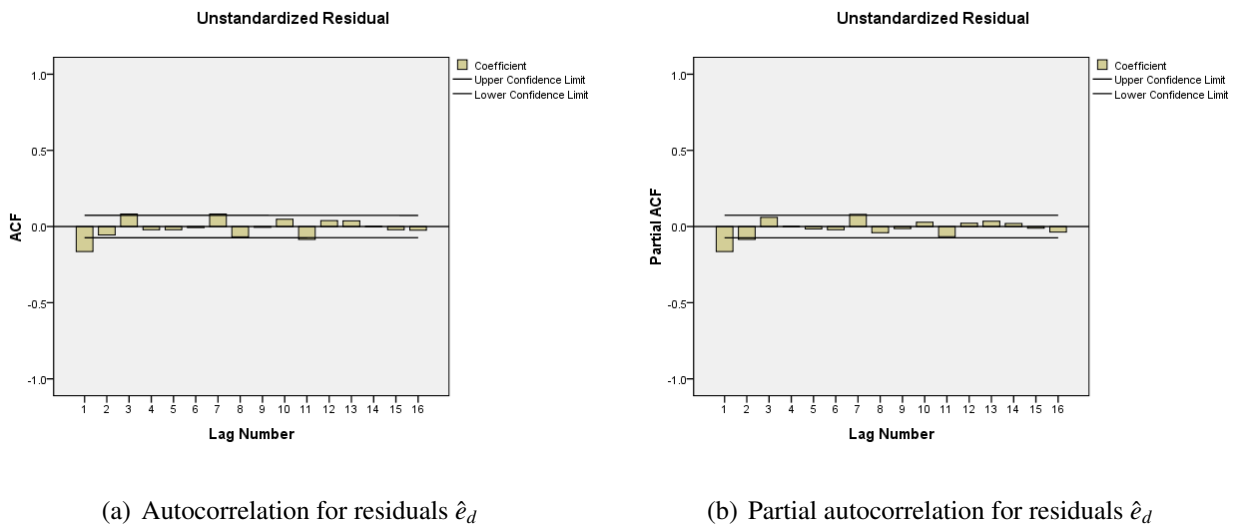 Unstandardized Residual
1.0
0.5
0.0
-0.5
-1.0
ACF
1 2 3 4 5 6 7 8 9 10 11 12 13 14 15 16
Lag Number
Coefficient
Upper Confidence Limit
Lower Confidence Limit
(a) Autocorrelation for residuals ê_d
Unstandardized Residual
1.0
0.5
0.0
-0.5
-1.0
Partial ACF
1 2 3 4 5 6 7 8 9 10 11 12 13 14 15 16
Lag Number
Coefficient
Upper Confidence Limit
Lower Confidence Limit
(b) Partial autocorrelation for residuals ê_d